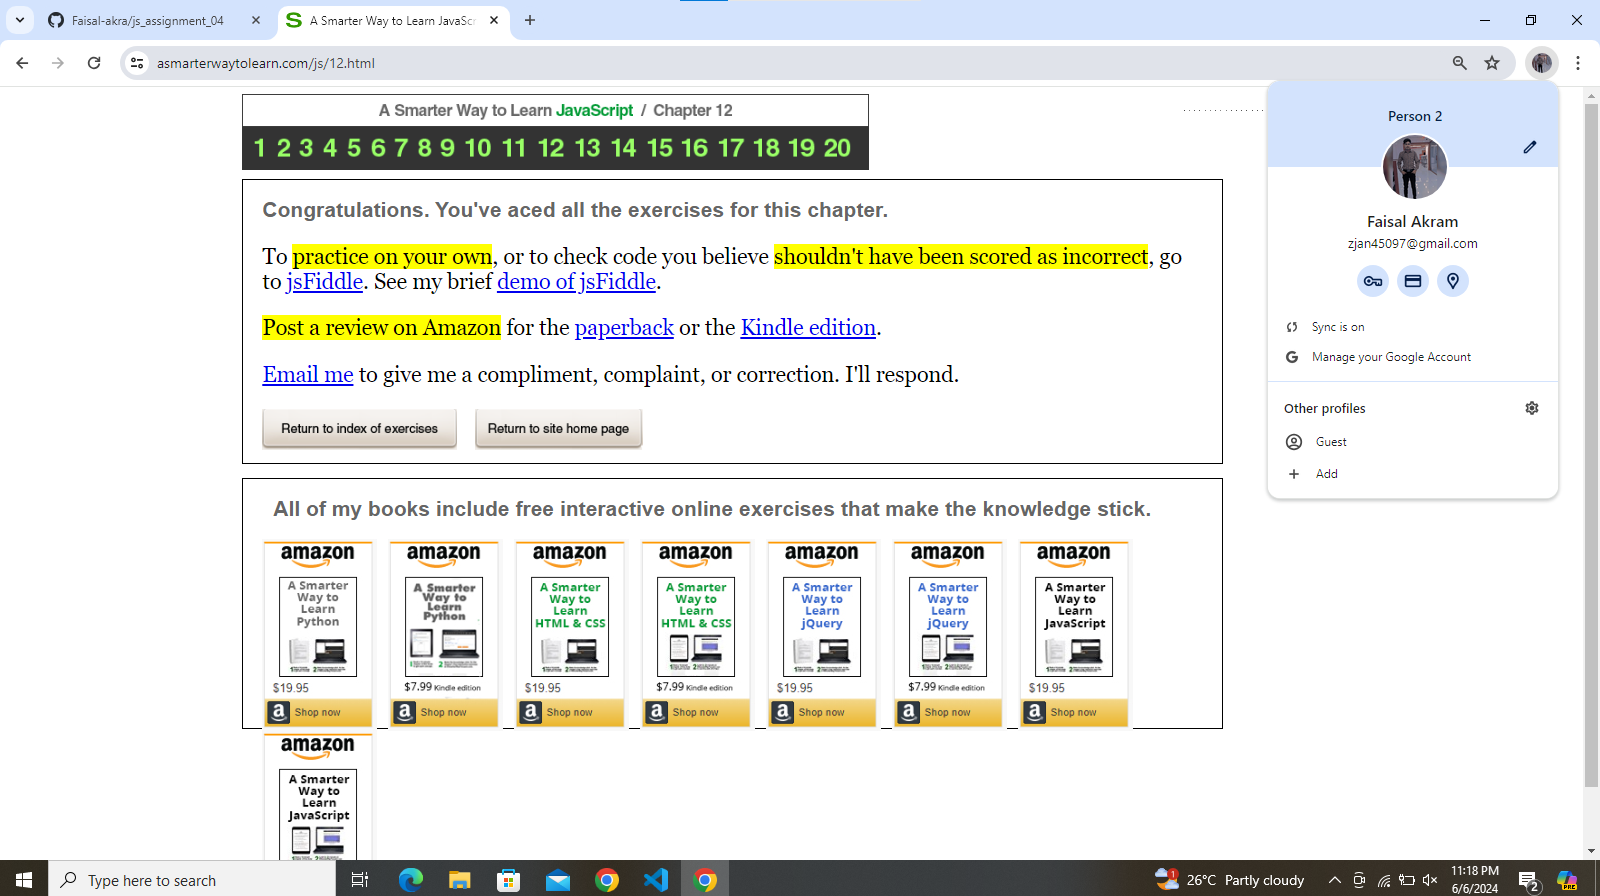 Faisal-akra/js_assignment_04
A Smarter Way to Learn JavaSc
asmarterwaytolearn.com/js/12.html
A Smarter Way to Learn JavaScript / Chapter 12
1 2 3 4 5 6 7 8 9 10 11 12 13 14 15 16 17 18 19 20
Congratulations. You've aced all the exercises for this chapter.
To practice on your own, or to check code you believe shouldn't have been scored as incorrect, go
to jsFiddle. See my brief demo of jsFiddle.
Post a review on Amazon for the paperback or the Kindle edition.
Email me to give me a compliment, complaint, or correction. I'll respond.
Return to index of exercises
Return to site home page
Person 2
Faisal Akram
zjan45097@gmail.com
Sync is on
Manage your Google Account
Other profiles
Guest
Add
All of my books include free interactive online exercises that make the knowledge stick.
amazon
A Smarter
Way to
Learn
Python
$19.95
Shop now
amazon
A Smarter
Way to
Learn
Python
$7.99 Kindle edition
Shop now
amazon
A Smarter
Way to
Learn
HTML & CSS
$19.95
Shop now
amazon
A Smarter
Way to
Learn
HTML & CSS
$7.99 Kindle edition
Shop now
amazon
A Smarter
Way to
Learn
jQuery
$19.95
Shop now
amazon
A Smarter
Way to
Learn
jQuery
$7.99 Kindle edition
Shop now
amazon
A Smarter
Way to
Learn
JavaScript
$19.95
Shop now
amazon
A Smarter
Way to
Learn
JavaScript
Type here to search
26°C Partly cloudy
11:18 PM
6/6/2024
2
1
PRE